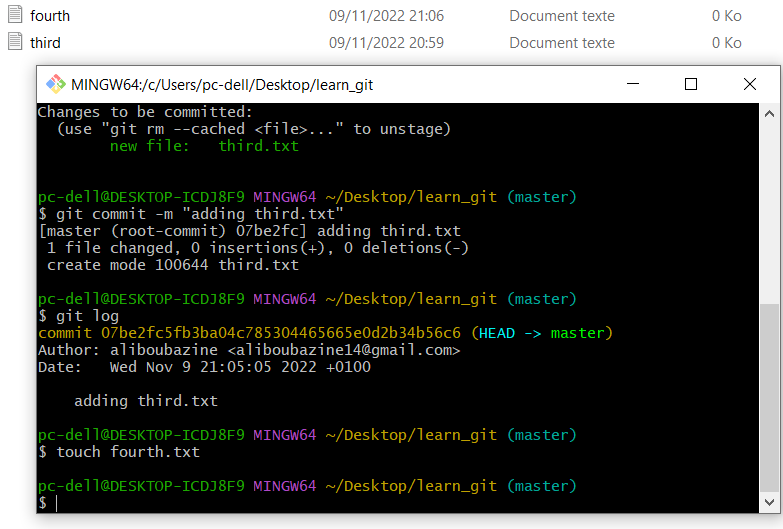 fourth 09/11/2022 21:06 Document texte 0 Ko
third 09/11/2022 20:59 Document texte 0 Ko
MINGW64:/c/Users/pc-dell/Desktop/learn_git
Changes to be committed:
  (use "git rm --cached <file>..." to unstage)
        new file:   third.txt
pc-dell@DESKTOP-ICDJ8F9 MINGW64 ~/Desktop/learn_git (master)
$ git commit -m "adding third.txt"
[master (root-commit) 07be2fc] adding third.txt
 1 file changed, 0 insertions(+), 0 deletions(-)
 create mode 100644 third.txt
pc-dell@DESKTOP-ICDJ8F9 MINGW64 ~/Desktop/learn_git (master)
$ git log
commit 07be2fc5fb3ba04c785304465665e0d2b34b56c6 (HEAD -> master)
Author: aliboubazine <aliboubazine14@gmail.com>
Date:   Wed Nov 9 21:05:05 2022 +0100
    adding third.txt
pc-dell@DESKTOP-ICDJ8F9 MINGW64 ~/Desktop/learn_git (master)
$ touch fourth.txt
pc-dell@DESKTOP-ICDJ8F9 MINGW64 ~/Desktop/learn_git (master)
$